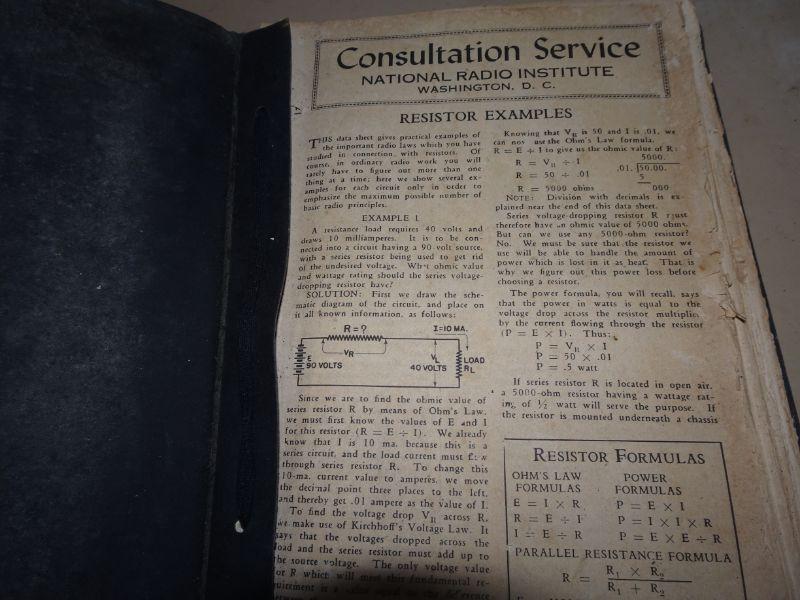 Consultation Service
NATIONAL RADIO INSTITUTE
WASHINGTON, D. C.
RESISTOR EXAMPLES
THIS data sheet gives practical examples of
the important radio laws which you have
studied in connection with resistors. Of
course, in ordinary radio work you will
rarely have to figure out more than one
thing at a time; here we show several ex-
amples for each circuit only in order to
emphasize the maximum possible number of
basic radio principles.
EXAMPLE 1
A resistance load requires 40 volts and
draws 10 milliamperes. It is to be con-
nected into a circuit having a 90-volt source,
with a series resistor being used to get rid
of the undesired voltage. What ohmic value
and wattage rating should the series voltage-
dropping resistor have?
SOLUTION: First we draw the sche-
matic diagram of the circuit, and place on
it all known information, as follows:
R=? I=10 MA.
VR
E
90 VOLTS
VL
40 VOLTS
LOAD
RL
Since we are to find the ohmic value of
series resistor R by means of Ohm's Law,
we must first know the values of E and I
for this resistor (R = E ÷ I). We already
know that I is 10 ma. because this is a
series circuit, and the load current must flow
through series resistor R. To change this
10-ma. current value to amperes, we move
the decimal point three places to the left,
and thereby get .01 ampere as the value of I.
To find the voltage drop VR across R,
we make use of Kirchhoff's Voltage Law. It
says that the voltages dropped across the
load and the series resistor must add up to
the source voltage. The only voltage value
for R which will meet this fundamental re-
quirement is a value equal to the difference
Knowing that VR is 50 and I is .01, we
can now use the Ohm's Law formula.
R = E ÷ I to give us the ohmic value of R:
R = VR ÷ I
R = 50 ÷ .01
R = 5000 ohms
5000.
.01. 50.00.
5
000
NOTE: Division with decimals is ex-
plained near the end of this data sheet.
Series voltage-dropping resistor R must
therefore have an ohmic value of 5000 ohms.
But can we use any 5000-ohm resistor?
No. We must be sure that the resistor we
use will be able to handle the amount of
power which is lost in it as heat. That is
why we figure out this power loss before
choosing a resistor.
The power formula, you will recall, says
that the power in watts is equal to the
voltage drop across the resistor multiplied
by the current flowing through the resistor
(P = E × I). Thus:
P = VR × I
P = 50 × .01
P = .5 watt
If series resistor R is located in open air,
a 5000-ohm resistor having a wattage rat-
ing of ½ watt will serve the purpose. If
the resistor is mounted underneath a chassis
RESISTOR FORMULAS
OHM'S LAW
FORMULAS
E = I × R
R = E ÷ I
I = E ÷ R
POWER
FORMULAS
P = E × I
P = I × I × R
P = E × E ÷ R
PARALLEL RESISTANCE FORMULA
R = R1 × R2
R1 + R2